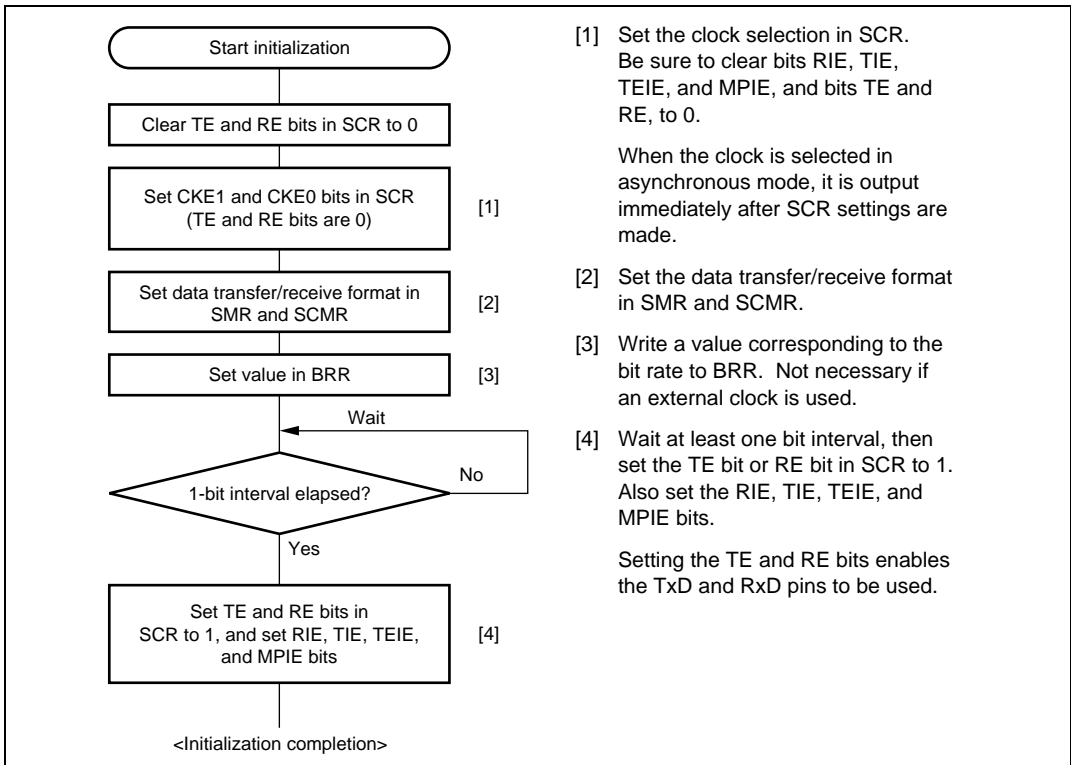 Start initialization
Clear TE and RE bits in SCR to 0
Set CKE1 and CKE0 bits in SCR
(TE and RE bits are 0)
[1]
Set data transfer/receive format in
SMR and SCMR
[2]
Set value in BRR
[3]
Wait
No
1-bit interval elapsed?
Yes
Set TE and RE bits in
SCR to 1, and set RIE, TIE, TEIE,
and MPIE bits
[4]
<Initialization completion>
[1] Set the clock selection in SCR.
Be sure to clear bits RIE, TIE,
TEIE, and MPIE, and bits TE and
RE, to 0.
When the clock is selected in
asynchronous mode, it is output
immediately after SCR settings are
made.
[2] Set the data transfer/receive format
in SMR and SCMR.
[3] Write a value corresponding to the
bit rate to BRR.  Not necessary if
an external clock is used.
[4] Wait at least one bit interval, then
set the TE bit or RE bit in SCR to 1.
Also set the RIE, TIE, TEIE, and
MPIE bits.
Setting the TE and RE bits enables
the TxD and RxD pins to be used.